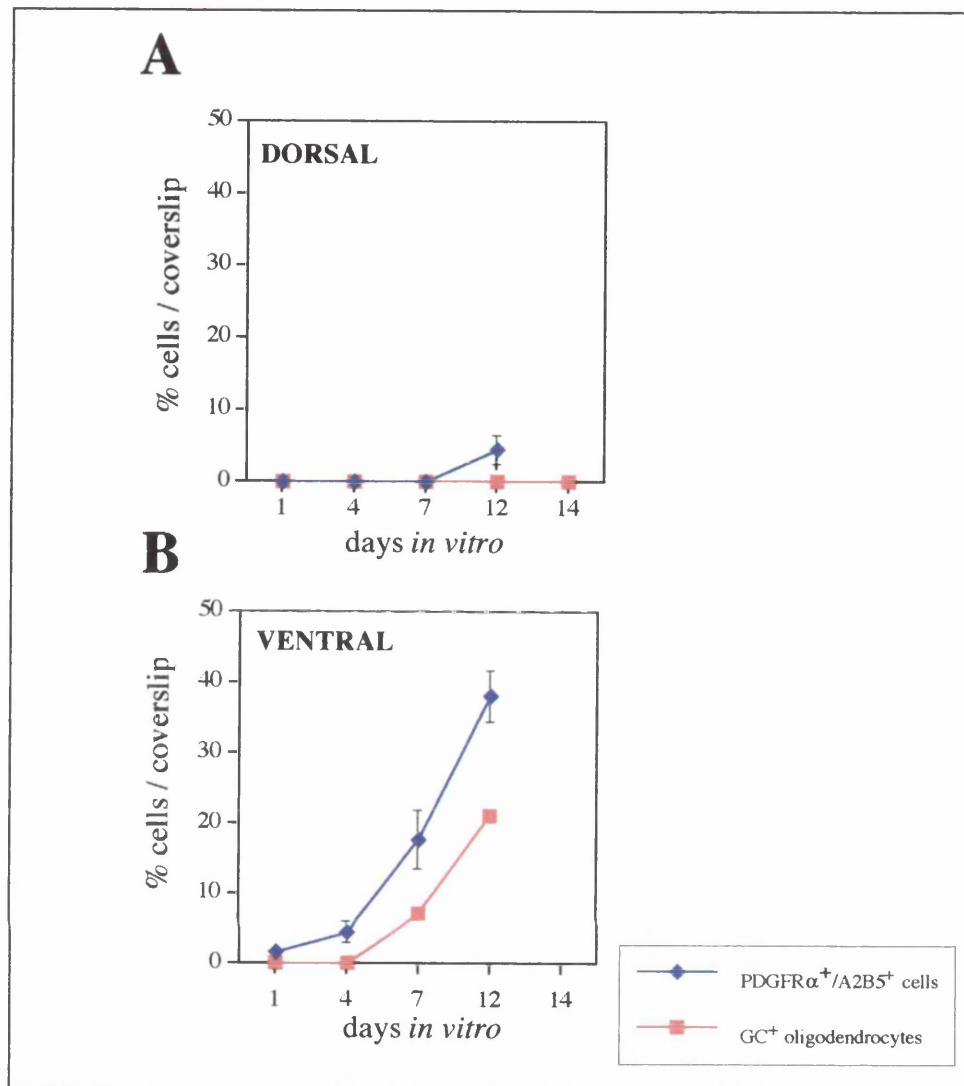 A
DORSAL
50
40
30
20
10
0
% cells / coverslip
1 4 7 12 14
days in vitro
B
VENTRAL
50
40
30
20
10
0
% cells / coverslip
1 4 7 12 14
days in vitro
PDGFRα⁺/A2B5⁺ cells
GC⁺ oligodendrocytes